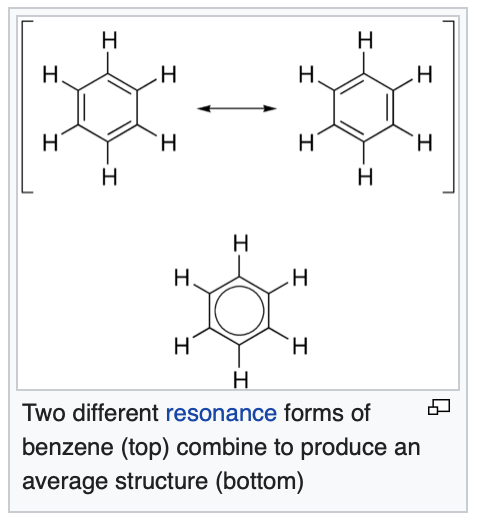 H
H H
H H
H
H
H H
H H
H
H
H H
H H
H
Two different resonance forms of
benzene (top) combine to produce an
average structure (bottom)